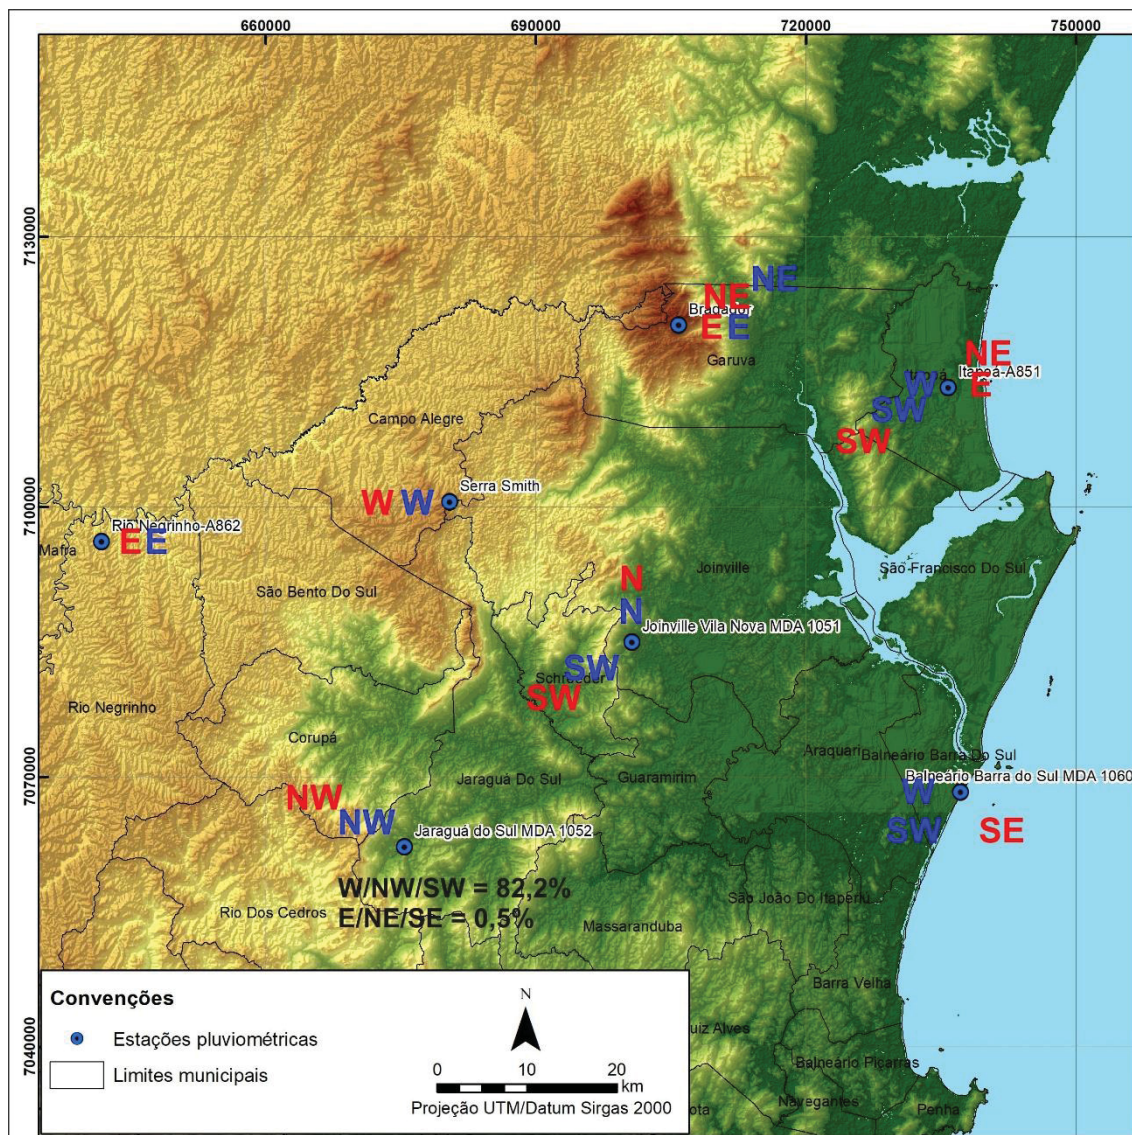 660000
690000
720000
750000
7130000
NE
NE
Bragador
E E
Garuva
NE
Itapoá-A851
W
E
SW
SW
Campo Alegre
Serra Smith
W W
7100000
Rio Negrinho-A862
E E
Mafra
São Bento Do Sul
Joinville
São Francisco Do Sul
N
N
Joinville Vila Nova MDA 1051
SW
Schroeder
SW
Rio Negrinho
Corupá
Jaraguá Do Sul
Guaramirim
Araquari
Balneário Barra Do Sul
7070000
Balneário Barra do Sul MDA 1060
W
SW
SE
NW
NW
Jaraguá do Sul MDA 1052
W/NW/SW = 82,2%
E/NE/SE = 0,5%
Rio Dos Cedros
Massaranduba
São João Do Itaperiu...
Barra Velha
uiz Alves
Balneário Piçarras
Navegantes
Penha
7040000
Convenções
Estações pluviométricas
Limites municipais
N
0 10 20
km
Projeção UTM/Datum Sirgas 2000